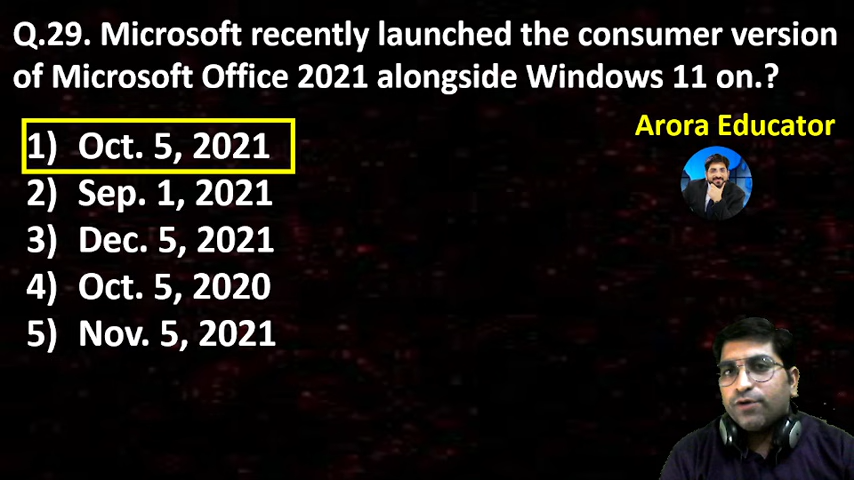 Q.29. Microsoft recently launched the consumer version
of Microsoft Office 2021 alongside Windows 11 on.?
Arora Educator
1) Oct. 5, 2021
2) Sep. 1, 2021
3) Dec. 5, 2021
4) Oct. 5, 2020
5) Nov. 5, 2021